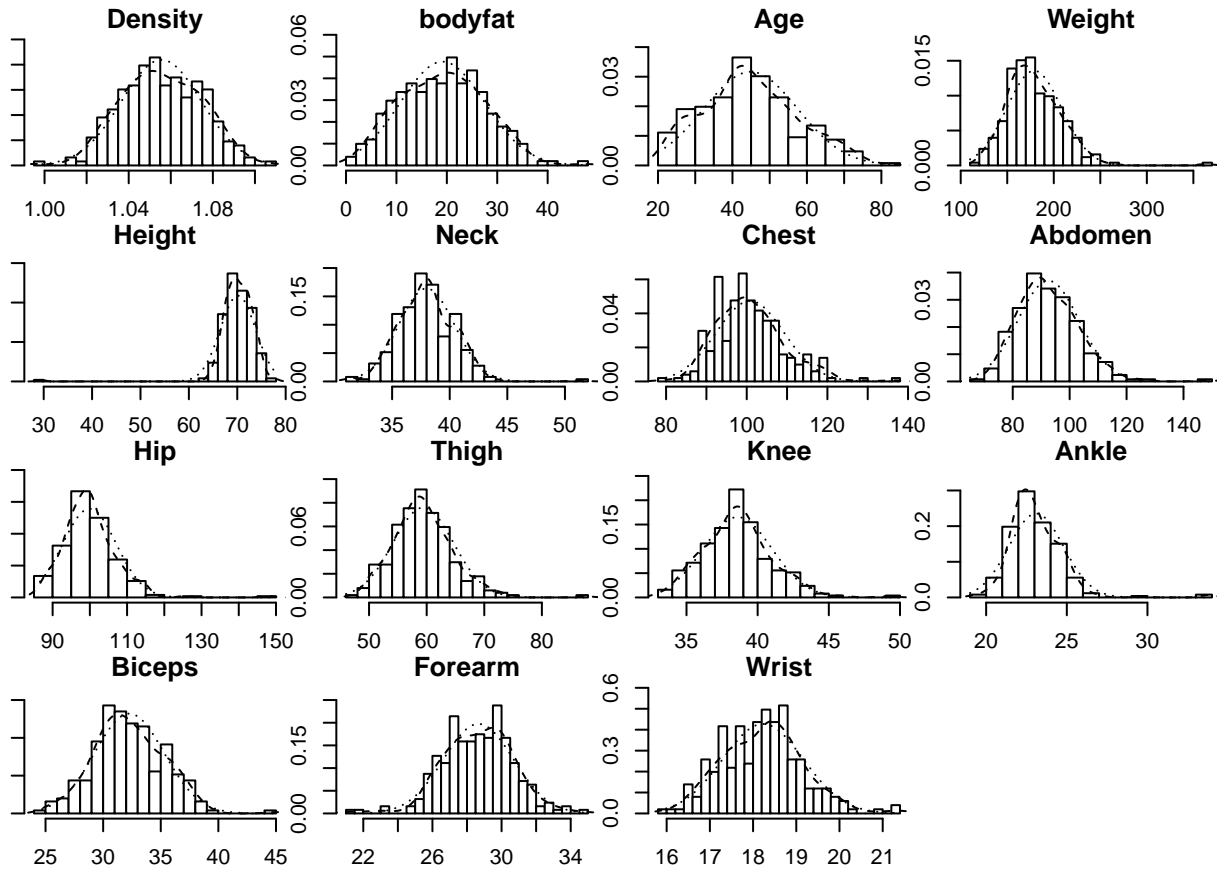 Density
1.00 1.04 1.08
bodyfat
0.00 0.03 0.06
0 10 20 30 40
Age
0.00 0.03
20 40 60 80
Weight
0.000 0.015
100 200 300
Height
30 40 50 60 70 80
Neck
0.00 0.15
35 40 45 50
Chest
0.00 0.04
80 100 120 140
Abdomen
0.00 0.03
80 100 120 140
Hip
90 110 130 150
Thigh
0.00 0.06
50 60 70 80
Knee
0.00 0.15
35 40 45 50
Ankle
0.0 0.2
20 25 30
Biceps
25 30 35 40 45
Forearm
0.00 0.15
22 26 30 34
Wrist
0.0 0.3 0.6
16 17 18 19 20 21